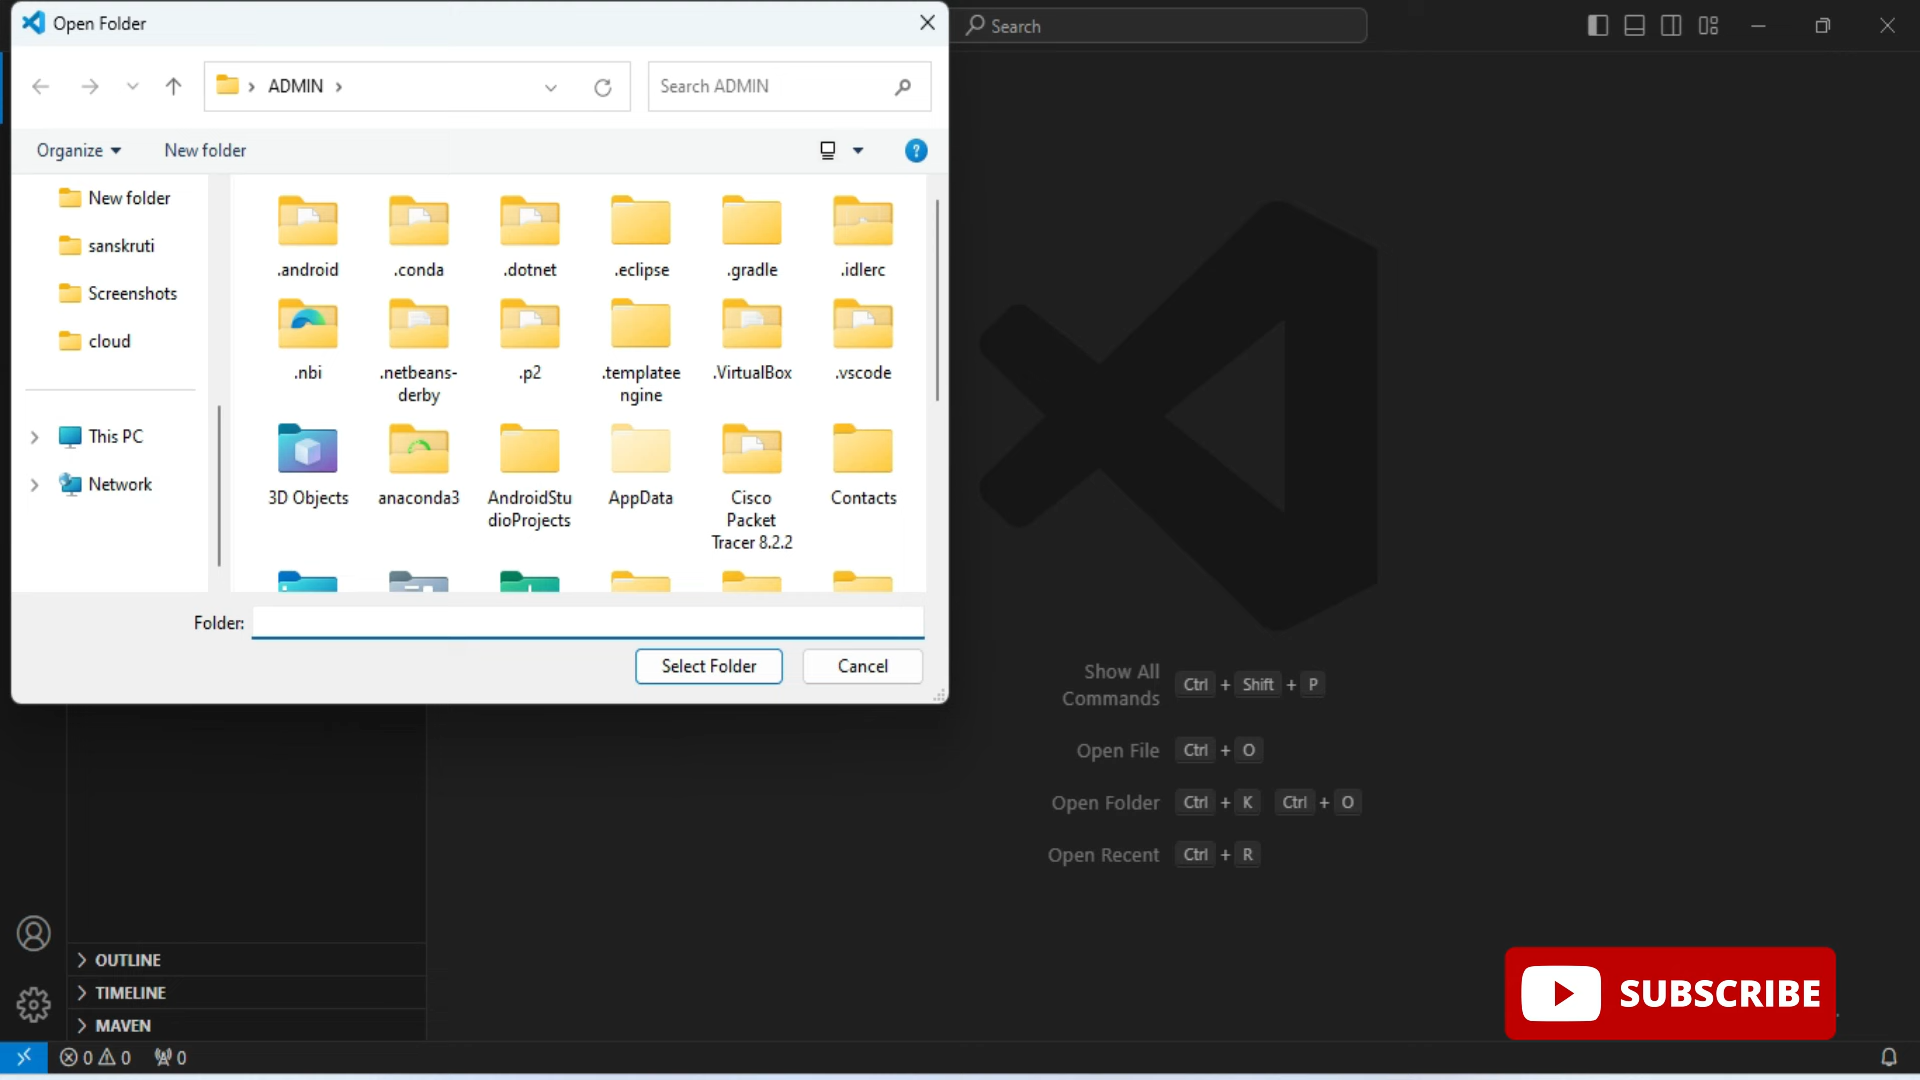 Open Folder
Search
ADMIN
Search ADMIN
Organize
New folder
New folder
sanskruti
Screenshots
cloud
This PC
Network
.android
.conda
.dotnet
.eclipse
.gradle
.idlerc
.nbi
.netbeans-
derby
.p2
.templatee
ngine
.VirtualBox
.vscode
3D Objects
anaconda3
AndroidStu
dioProjects
AppData
Cisco
Packet
Tracer 8.2.2
Contacts
Folder:
Select Folder
Cancel
Show All
Commands
Ctrl + Shift + P
Open File Ctrl + O
Open Folder Ctrl + K Ctrl + O
Open Recent Ctrl + R
OUTLINE
TIMELINE
MAVEN
0 0 0
SUBSCRIBE